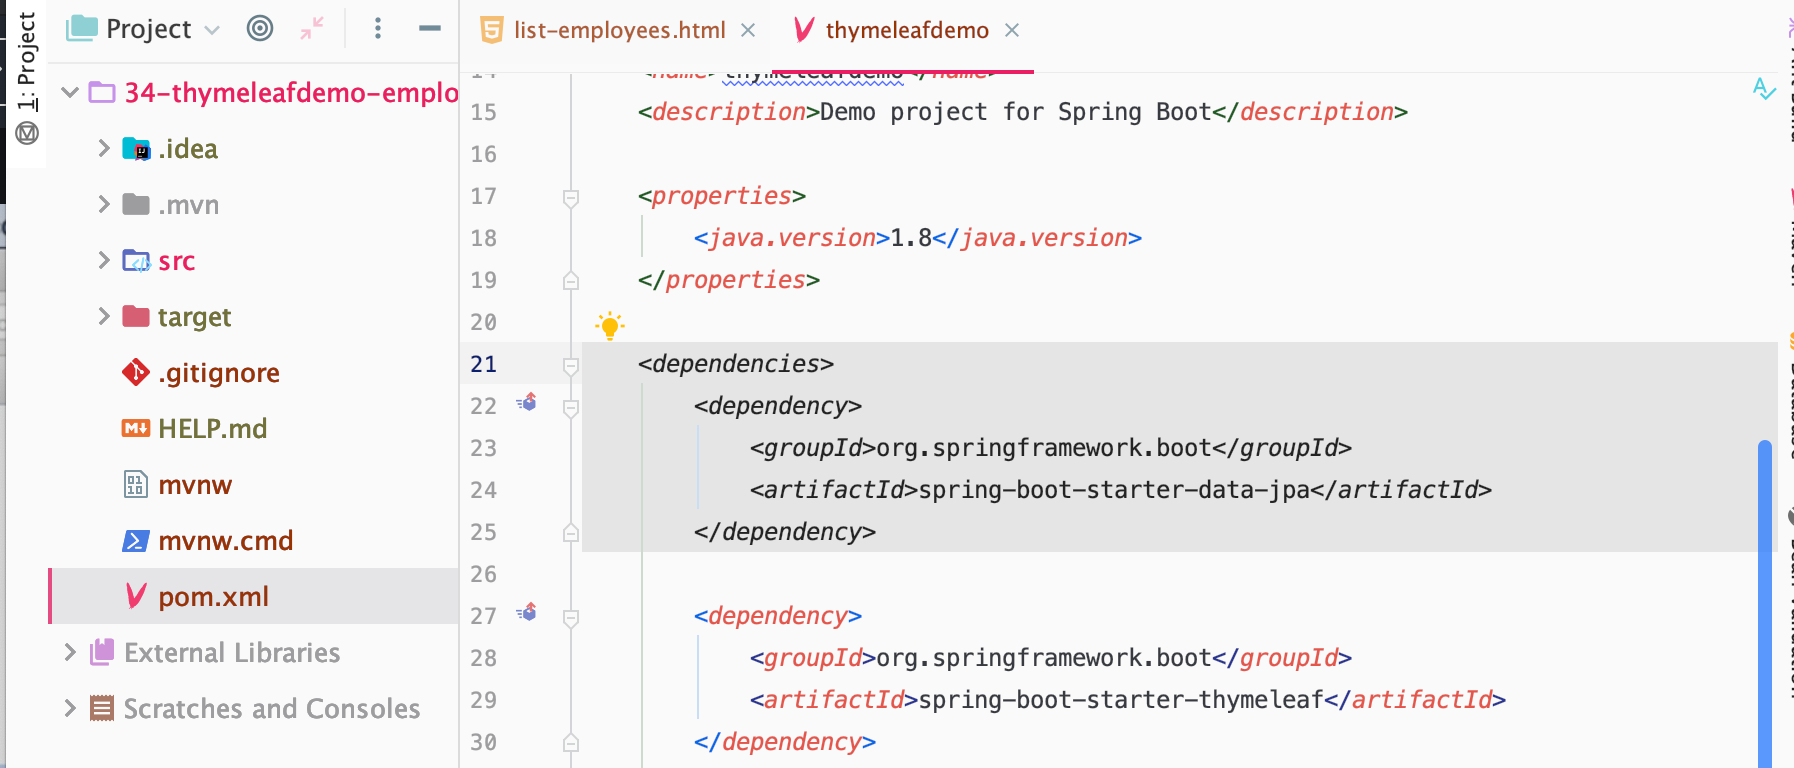 1: Project
Project
34-thymeleafdemo-emplo
.idea
.mvn
src
target
.gitignore
HELP.md
mvnw
mvnw.cmd
pom.xml
External Libraries
Scratches and Consoles
list-employees.html
thymeleafdemo
14 <name>thymeleafdemo</name>
15 <description>Demo project for Spring Boot</description>
16
17 <properties>
18 <java.version>1.8</java.version>
19 </properties>
20
21 <dependencies>
22 <dependency>
23 <groupId>org.springframework.boot</groupId>
24 <artifactId>spring-boot-starter-data-jpa</artifactId>
25 </dependency>
26
27 <dependency>
28 <groupId>org.springframework.boot</groupId>
29 <artifactId>spring-boot-starter-thymeleaf</artifactId>
30 </dependency>